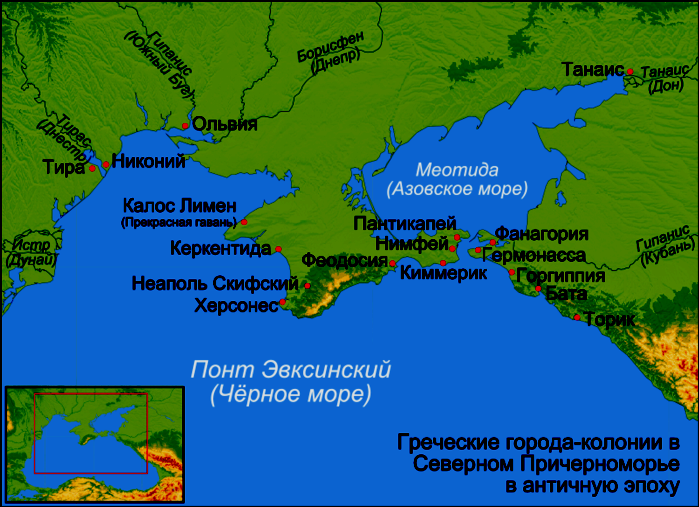 Гипанис
(Южный Буг)
Борисфен
(Днепр)
Танаис
Танаис
(Дон)
Тирас
(Днестр)
Ольвия
Тира
Никоний
Меотида
(Азовское море)
Калос Лимен
(Прекрасная гавань)
Пантикапей
Фанагория
Нимфей
Гермонасса
Гипанис
(Кубань)
Истр
(Дунай)
Керкентида
Феодосия
Киммерик
Горгиппия
Неаполь Скифский
Бата
Херсонес
Торик
Понт Эвксинский
(Чёрное море)
Греческие города-колонии в
Северном Причерноморье
в античную эпоху